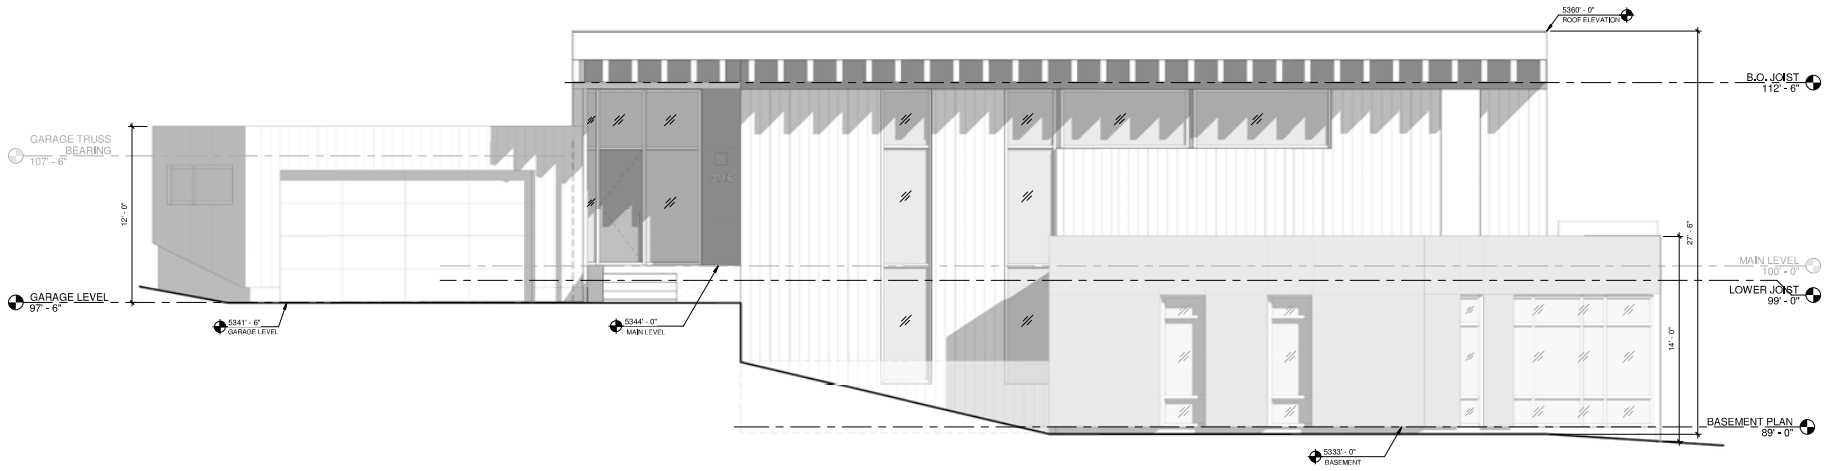 5360' - 0"
ROOF ELEVATION
B.O. JOIST
112' - 6"
GARAGE TRUSS
BEARING
107' - 6"
12' - 0"
27' - 6"
MAIN LEVEL
100' - 0"
LOWER JOIST
99' - 0"
GARAGE LEVEL
97' - 6"
5341' - 6"
GARAGE LEVEL
5344' - 0"
MAIN LEVEL
14' - 0"
BASEMENT PLAN
89' - 0"
5333' - 0"
BASEMENT